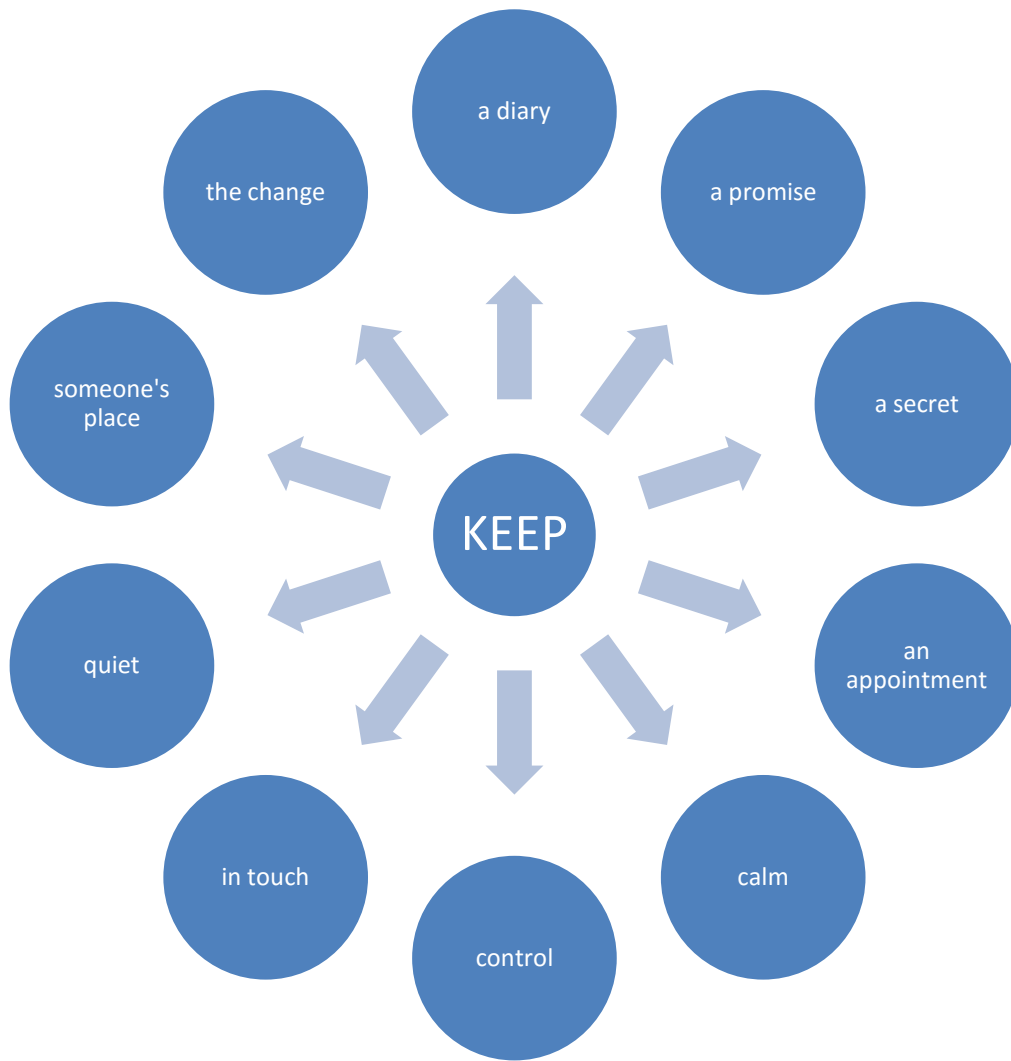 KEEP
a diary
a promise
a secret
an
appointment
calm
control
in touch
quiet
someone's
place
the change